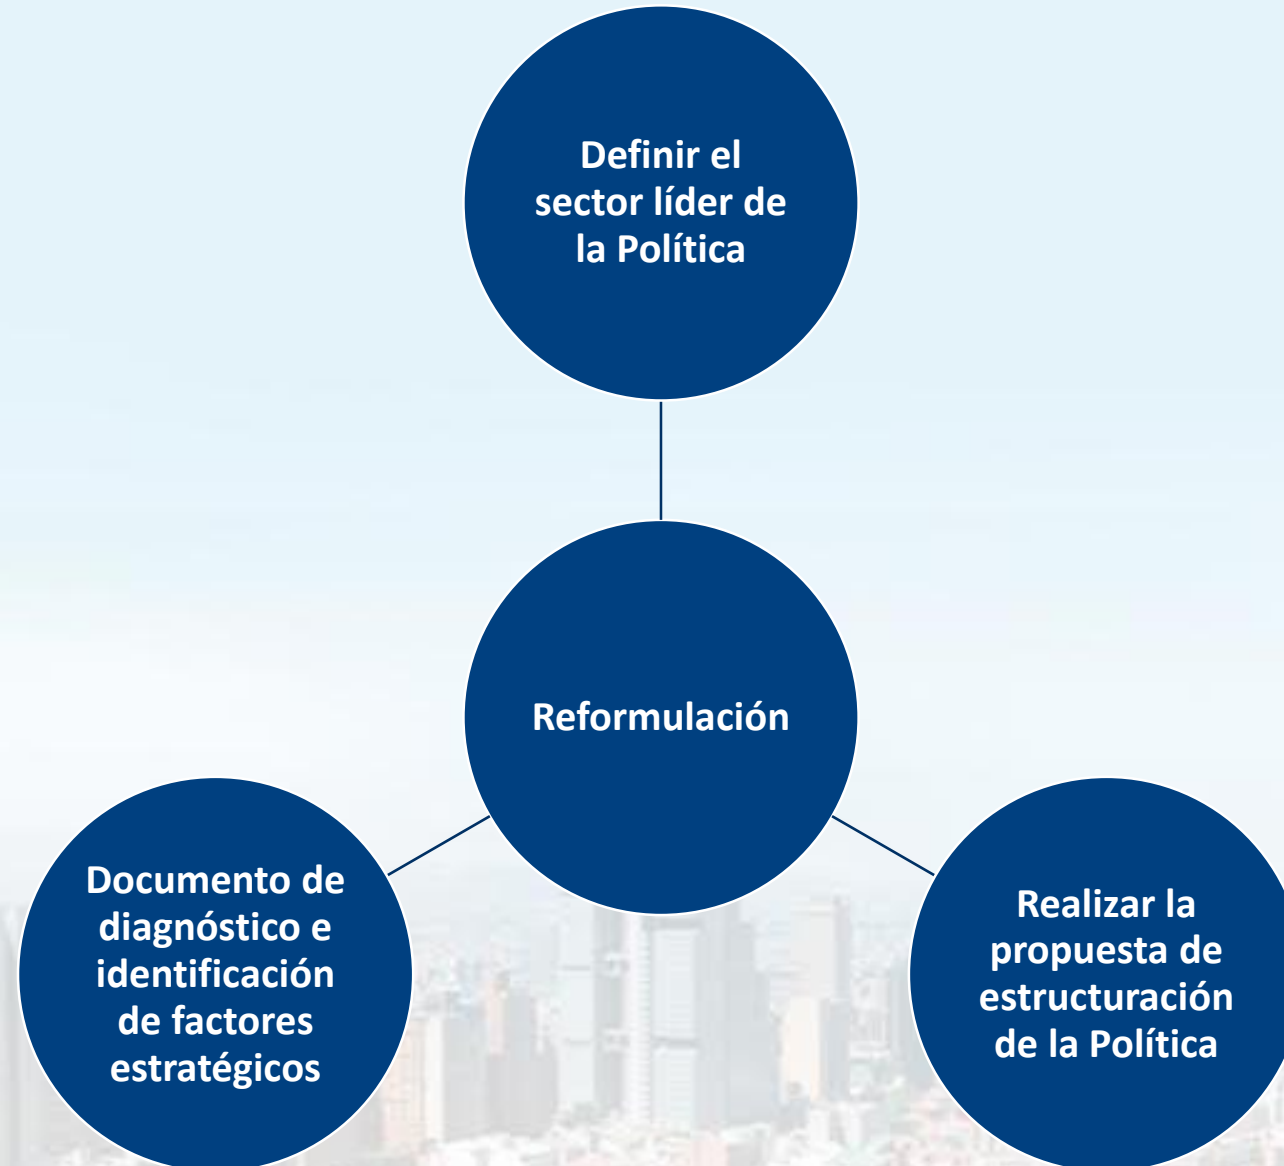 Definir el
sector líder de
la Política
Reformulación
Documento de
diagnóstico e
identificación
de factores
estratégicos
Realizar la
propuesta de
estructuración
de la Política